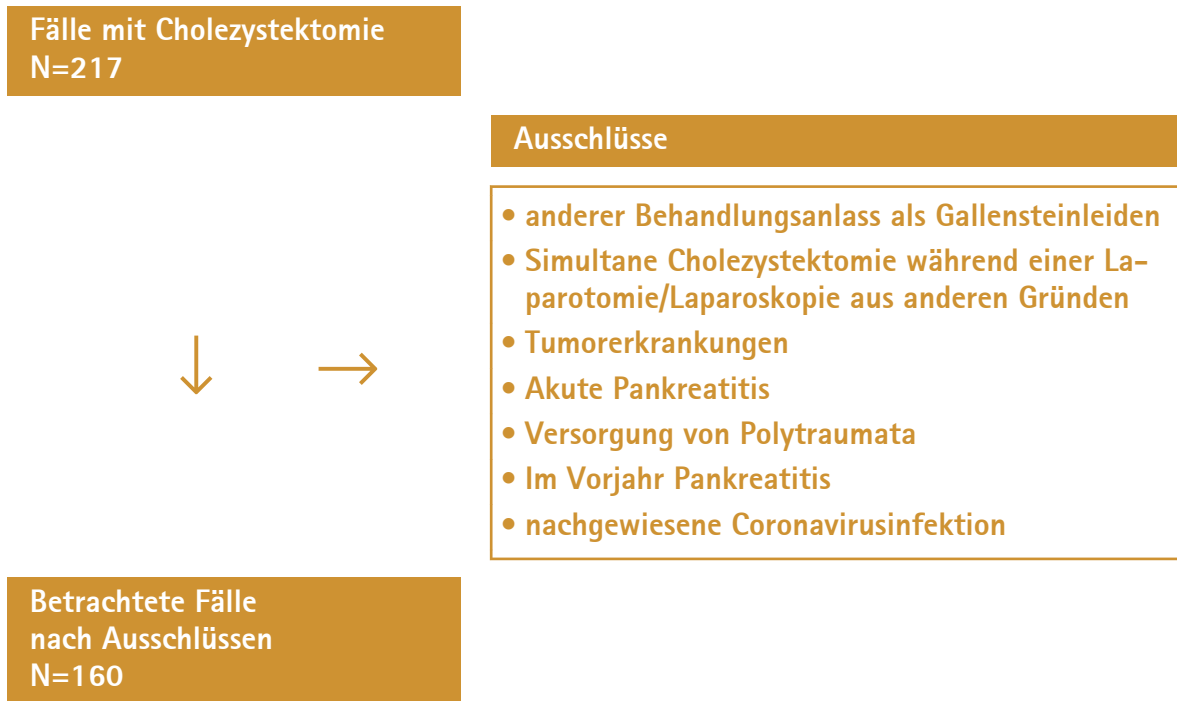 Fälle mit Cholezystektomie
N=217
Ausschlüsse
• anderer Behandlungsanlass als Gallensteinleiden
• Simultane Cholezystektomie während einer La-
parotomie/Laparoskopie aus anderen Gründen
• Tumorerkrankungen
• Akute Pankreatitis
• Versorgung von Polytraumata
• Im Vorjahr Pankreatitis
• nachgewiesene Coronavirusinfektion
Betrachtete Fälle
nach Ausschlüssen
N=160